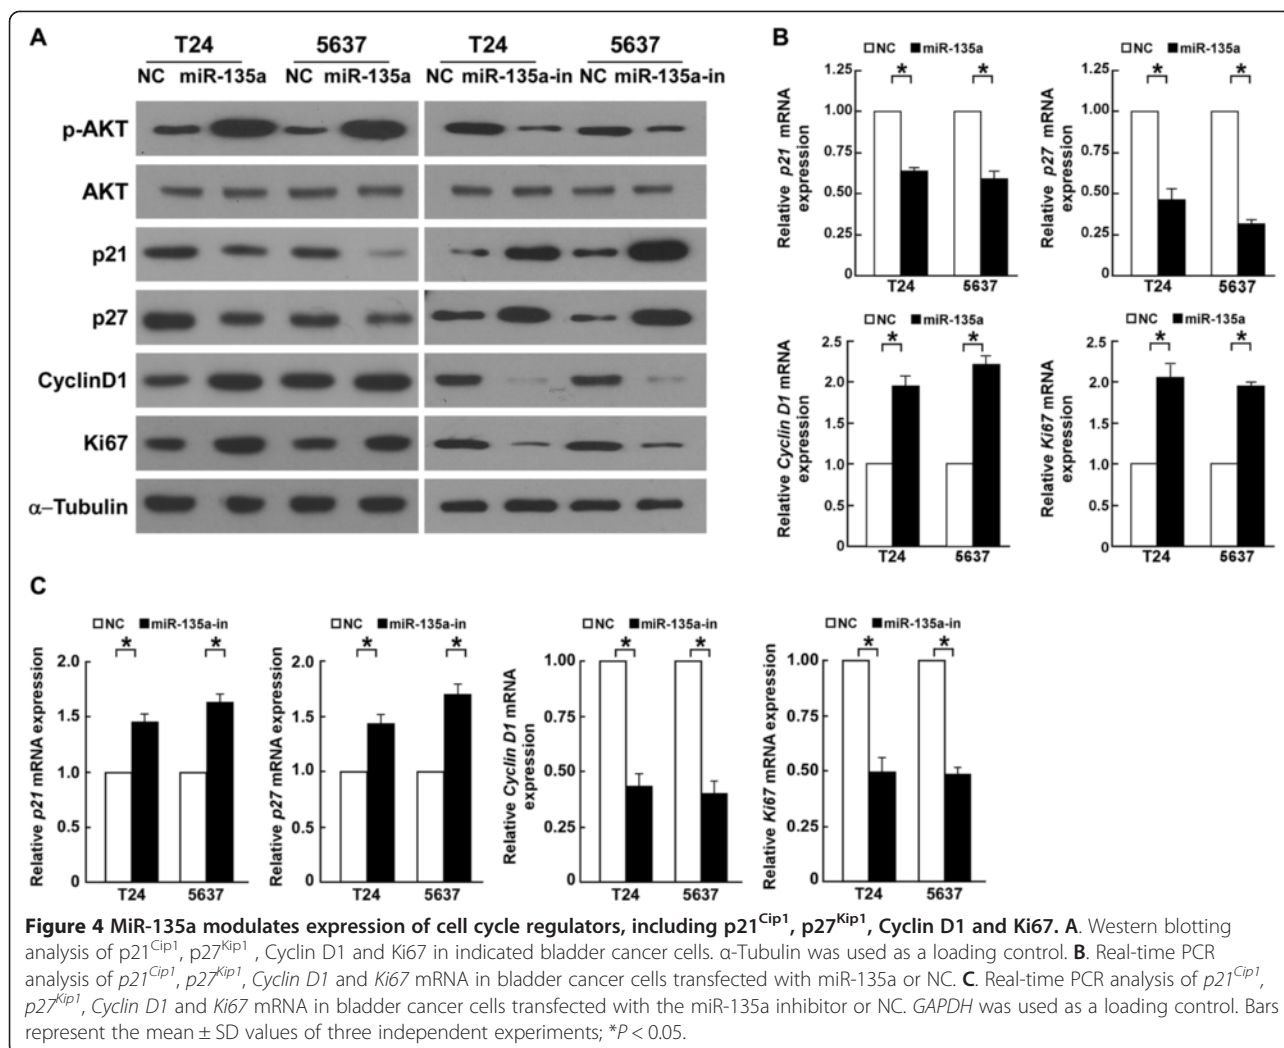 A
T24 5637 T24 5637
NC miR-135a NC miR-135a NC miR-135a-in NC miR-135a-in
p-AKT
AKT
p21
p27
CyclinD1
Ki67
α-Tubulin
B
NC miR-135a
Relative p21 mRNA
expression
1.25
1.00
0.75
0.50
0.25
0
* *
T24 5637
NC miR-135a
Relative p27 mRNA
expression
1.25
1.00
0.75
0.50
0.25
0
* *
T24 5637
NC miR-135a
Relative Cyclin D1 mRNA
expression
2.5
2.0
1.0
0.5
0
* *
T24 5637
NC miR-135a
Relative Ki67 mRNA
expression
2.5
2.0
1.0
0.5
0
* *
T24 5637
C
NC miR-135a-in
Relative p21 mRNA expression
2.0
1.5
1.0
0.5
0
* *
T24 5637
NC miR-135a-in
Relative p27 mRNA expression
2.0
1.5
1.0
0.5
0
* *
T24 5637
NC miR-135a-in
Relative Cyclin D1 mRNA
expression
1.00
0.75
0.50
0.25
0
* *
T24 5637
NC miR-135a-in
Relative Ki67 mRNA expression
1.00
0.75
0.50
0.25
0
* *
T24 5637
Figure 4 MiR-135a modulates expression of cell cycle regulators, including p21Cip1, p27Kip1, Cyclin D1 and Ki67. A. Western blotting
analysis of p21Cip1, p27Kip1 , Cyclin D1 and Ki67 in indicated bladder cancer cells. α-Tubulin was used as a loading control. B. Real-time PCR
analysis of p21Cip1, p27Kip1, Cyclin D1 and Ki67 mRNA in bladder cancer cells transfected with miR-135a or NC. C. Real-time PCR analysis of p21Cip1,
p27Kip1, Cyclin D1 and Ki67 mRNA in bladder cancer cells transfected with the miR-135a inhibitor or NC. GAPDH was used as a loading control. Bars
represent the mean ± SD values of three independent experiments; *P < 0.05.